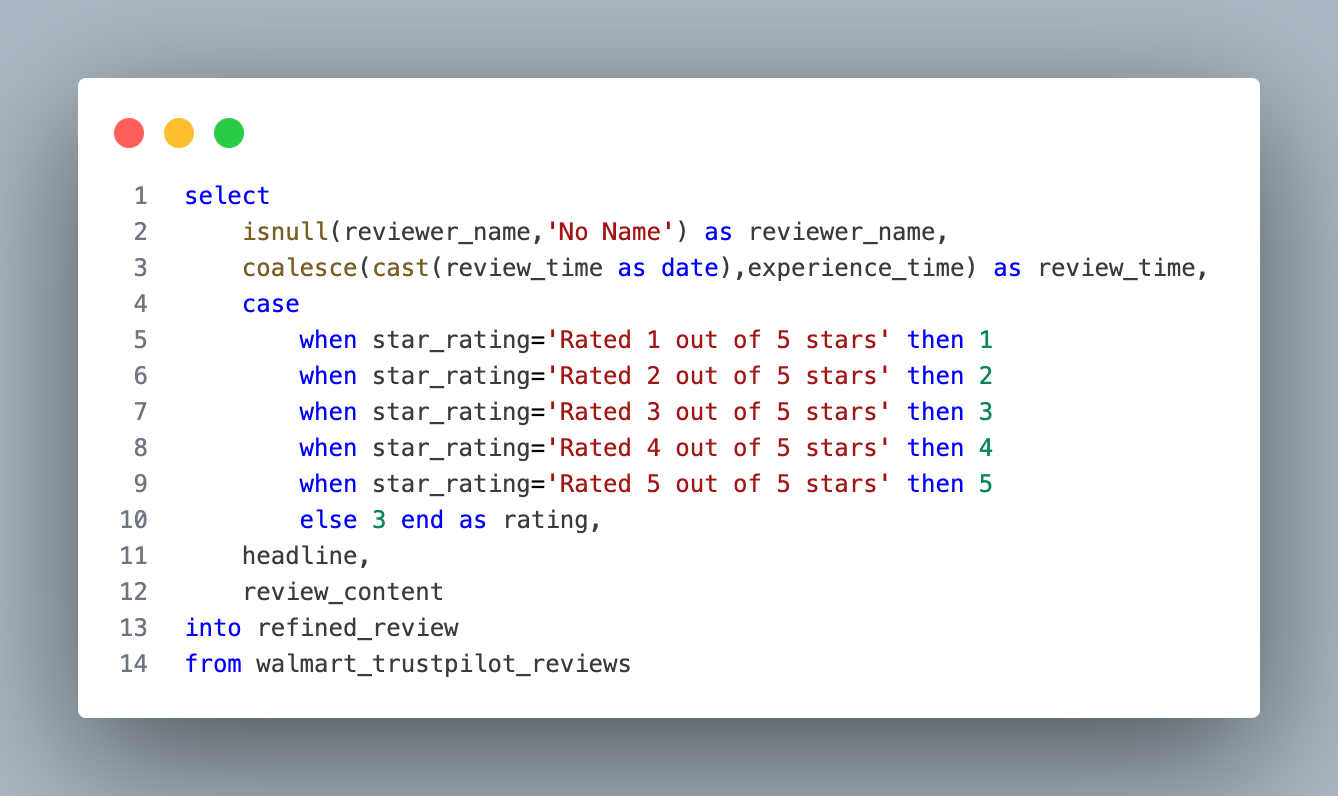 1 select
2     isnull(reviewer_name,'No Name') as reviewer_name,
3     coalesce(cast(review_time as date),experience_time) as review_time,
4     case
5         when star_rating='Rated 1 out of 5 stars' then 1
6         when star_rating='Rated 2 out of 5 stars' then 2
7         when star_rating='Rated 3 out of 5 stars' then 3
8         when star_rating='Rated 4 out of 5 stars' then 4
9         when star_rating='Rated 5 out of 5 stars' then 5
10         else 3 end as rating,
11     headline,
12     review_content
13 into refined_review
14 from walmart_trustpilot_reviews